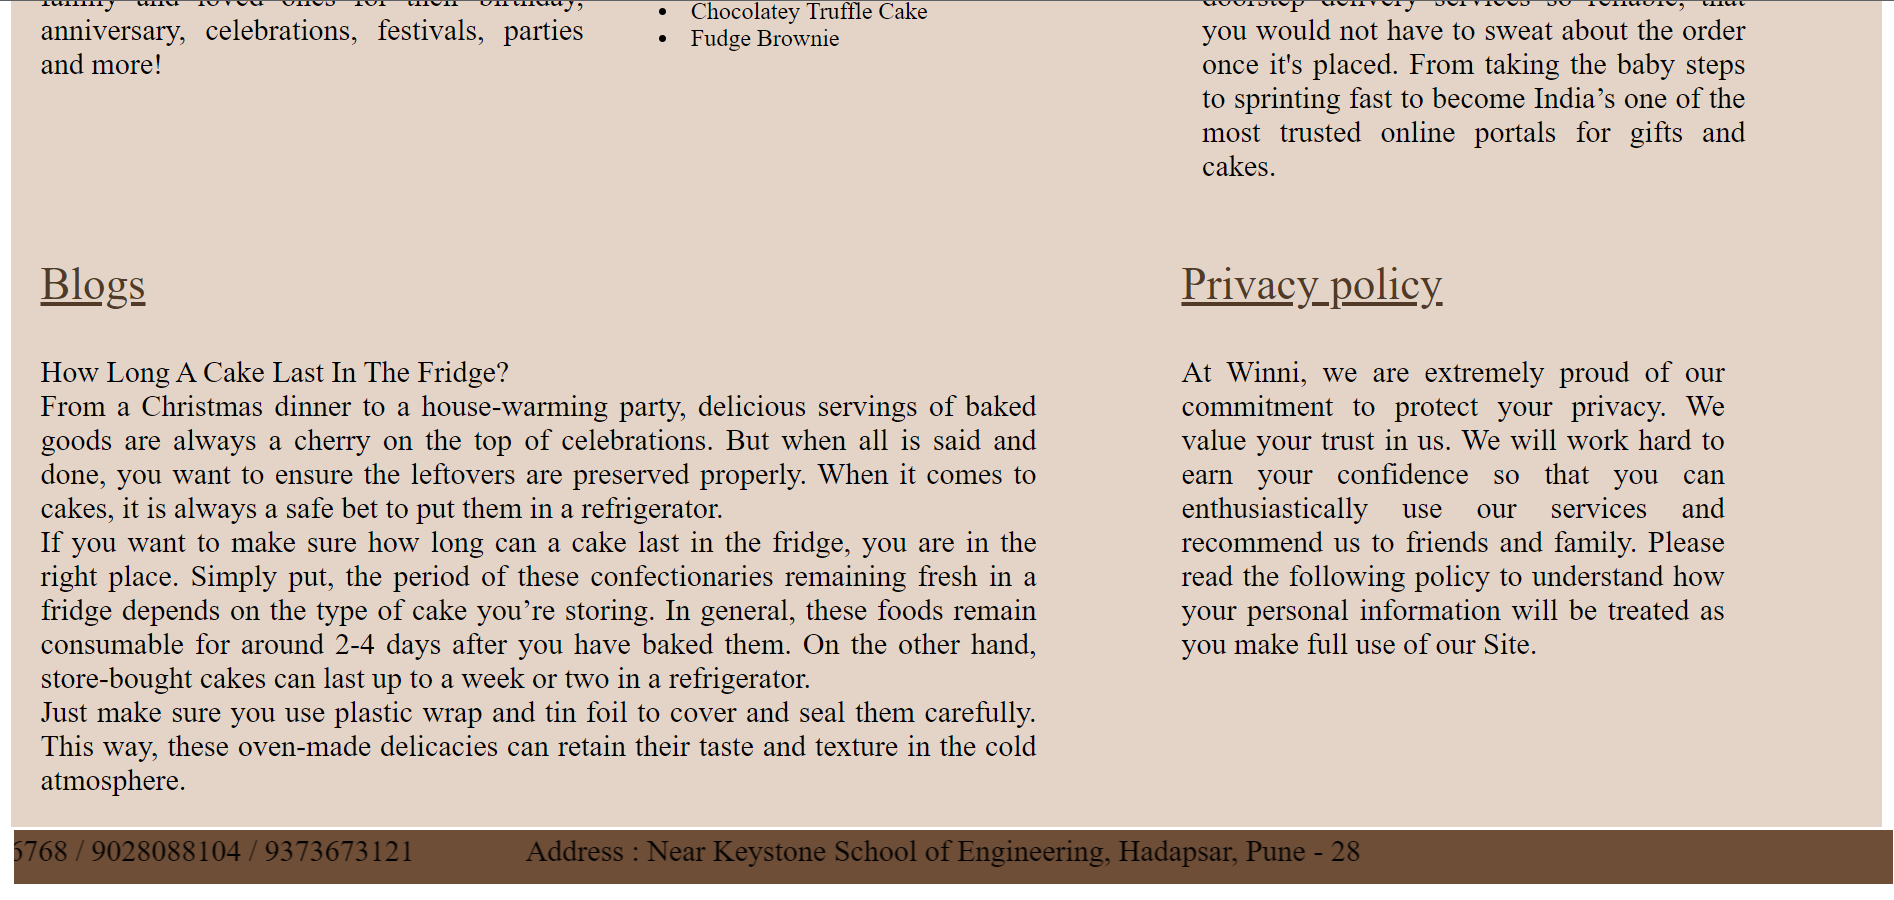 family and loved ones for their birthday,
anniversary, celebrations, festivals, parties
and more!
• Chocolatey Truffle Cake
• Fudge Brownie
doorstep delivery services so reliable, that
you would not have to sweat about the order
once it's placed. From taking the baby steps
to sprinting fast to become India’s one of the
most trusted online portals for gifts and
cakes.
Blogs
How Long A Cake Last In The Fridge?
From a Christmas dinner to a house-warming party, delicious servings of baked
goods are always a cherry on the top of celebrations. But when all is said and
done, you want to ensure the leftovers are preserved properly. When it comes to
cakes, it is always a safe bet to put them in a refrigerator.
If you want to make sure how long can a cake last in the fridge, you are in the
right place. Simply put, the period of these confectionaries remaining fresh in a
fridge depends on the type of cake you’re storing. In general, these foods remain
consumable for around 2-4 days after you have baked them. On the other hand,
store-bought cakes can last up to a week or two in a refrigerator.
Just make sure you use plastic wrap and tin foil to cover and seal them carefully.
This way, these oven-made delicacies can retain their taste and texture in the cold
atmosphere.
Privacy policy
At Winni, we are extremely proud of our
commitment to protect your privacy. We
value your trust in us. We will work hard to
earn your confidence so that you can
enthusiastically use our services and
recommend us to friends and family. Please
read the following policy to understand how
your personal information will be treated as
you make full use of our Site.
6768 / 9028088104 / 9373673121 Address : Near Keystone School of Engineering, Hadapsar, Pune - 28